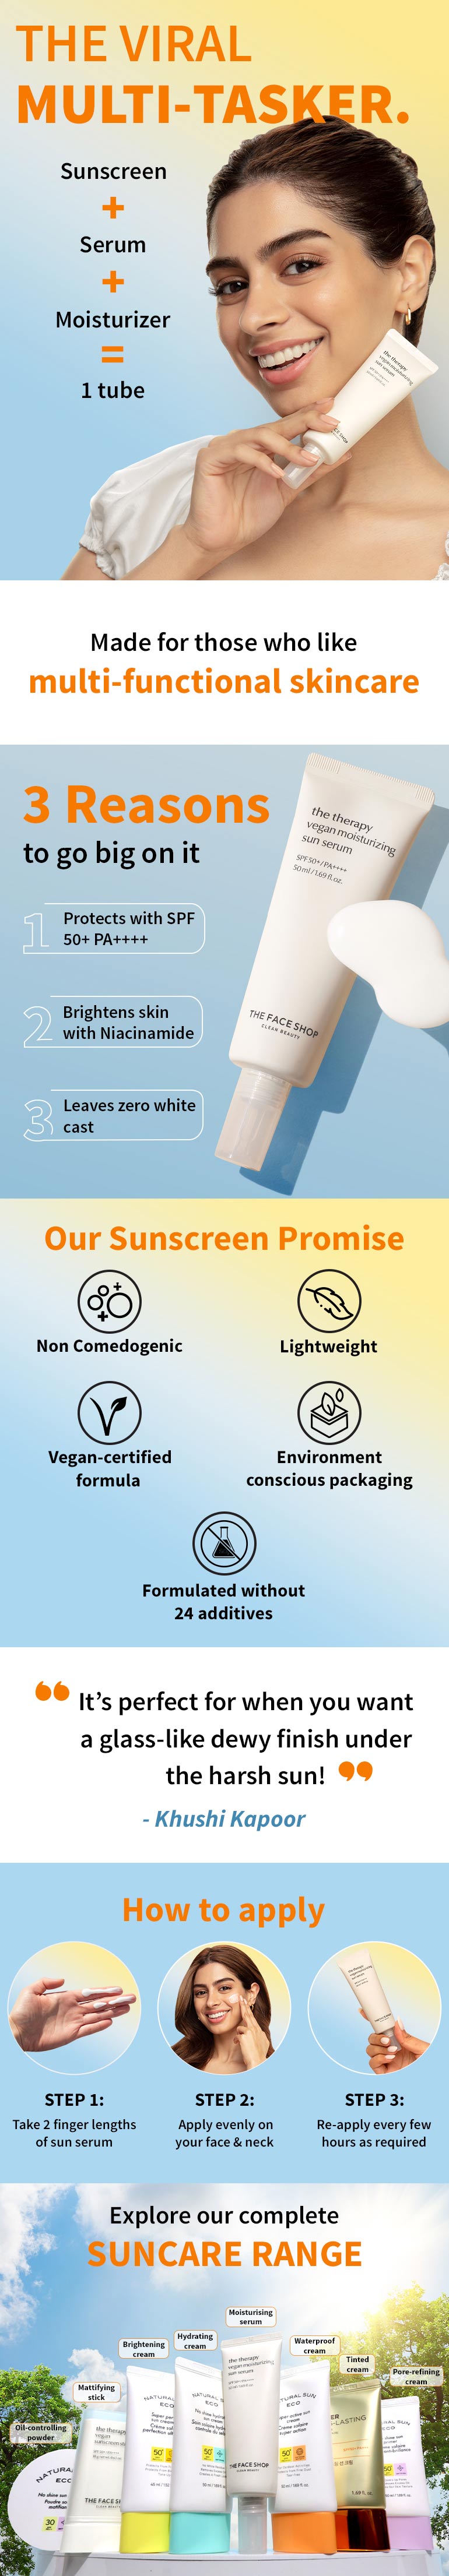 THE VIRAL
MULTI-TASKER.
Sunscreen
+
Serum
+
Moisturizer
=
1 tube
the therapy
vegan moisturizing
sun serum
Made for those who like
multi-functional skincare
3 Reasons
to go big on it
1
Protects with SPF
50+ PA++++
2
Brightens skin
with Niacinamide
3
Leaves zero white
cast
the therapy
vegan moisturizing
sun serum
SPF50+/PA++++
50ml/1.69 fl.oz.
THE FACE SHOP
CLEAN BEAUTY
Our Sunscreen Promise
Non Comedogenic
Lightweight
Vegan-certified
formula
Environment
conscious packaging
Formulated without
24 additives
“ It’s perfect for when you want
a glass-like dewy finish under
the harsh sun! ”
- Khushi Kapoor
How to apply
STEP 1:
Take 2 finger lengths
of sun serum
STEP 2:
Apply evenly on
your face & neck
STEP 3:
Re-apply every few
hours as required
Explore our complete
SUNCARE RANGE
Oil-controlling
powder
Mattifying
stick
Brightening
cream
Hydrating
cream
Moisturising
serum
Waterproof
cream
Tinted
cream
Pore-refining
cream
the therapy
vegan moisturizing
sun serum
THE FACE SHOP